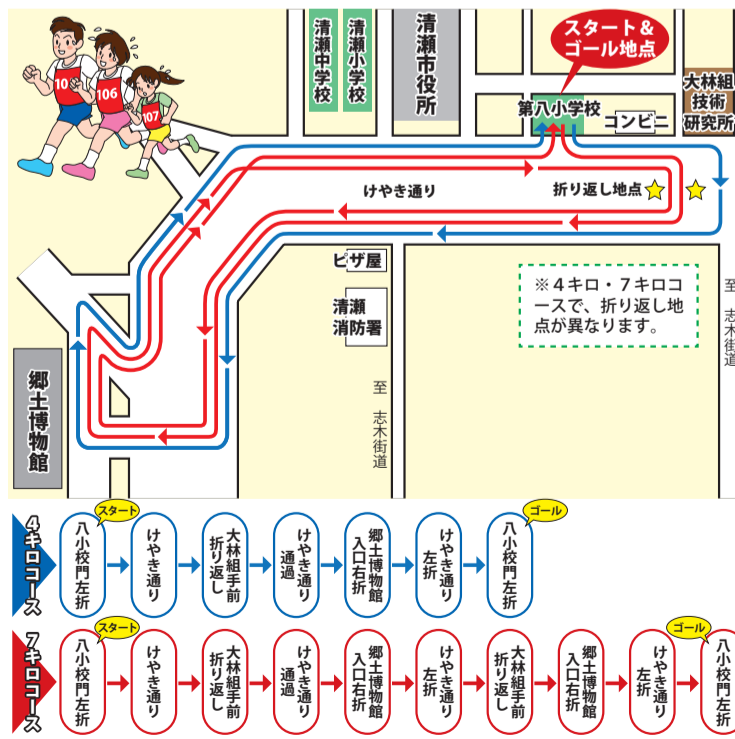 10
106
107
清瀬中学校
清瀬小学校
清瀬市役所
スタート&
ゴール地点
第八小学校
コンビニ
大林組
技術
研究所
けやき通り
折り返し地点
ピザ屋
清瀬
消防署
※4キロ・7キロコ
ースで、折り返し地
点が異なります。
至 志木街道
至 志木街道
郷土博物館
4キロコース
スタート
八小校門左折
けやき通り
大林組手前
折り返し
けやき通り
通過
郷土博物館
入口右折
けやき通り
左折
ゴール
八小校門左折
7キロコース
スタート
八小校門左折
けやき通り
大林組手前
折り返し
けやき通り
通過
郷土博物館
入口右折
けやき通り
左折
大林組手前
折り返し
郷土博物館
入口右折
けやき通り
左折
ゴール
八小校門左折